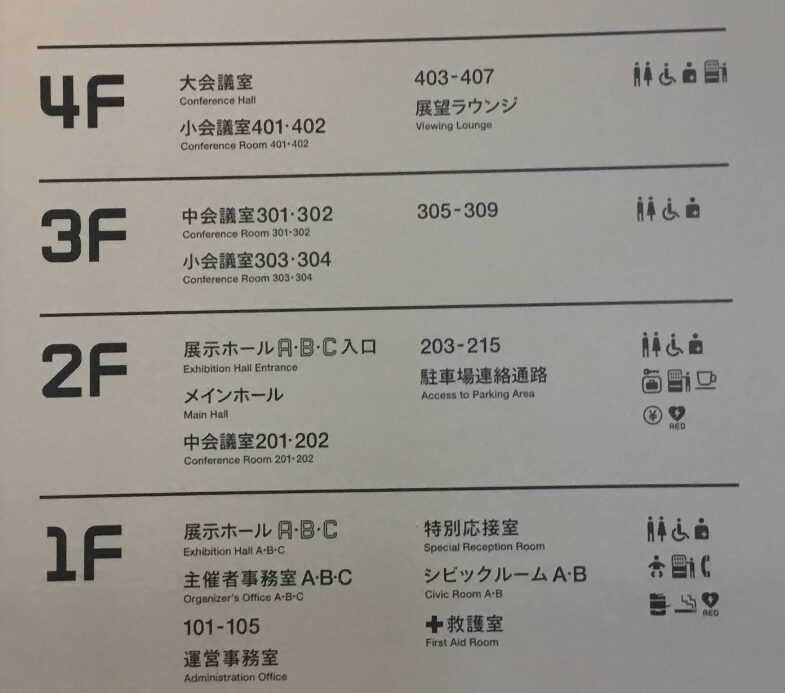 4F
大会議室
Conference Hall
小会議室401·402
Conference Room 401·402
403-407
展望ラウンジ
Viewing Lounge
3F
中会議室301·302
Conference Room 301·302
小会議室303·304
Conference Room 303·304
305-309
2F
展示ホールA·B·C入口
Exhibition Hall Entrance
メインホール
Main Hall
中会議室201·202
Conference Room 201·202
203-215
駐車場連絡通路
Access to Parking Area
¥
AED
1F
展示ホール A·B·C
Exhibition Hall A·B·C
主催者事務室 A·B·C
Organizer's Office A·B·C
101-105
運営事務室
Administration Office
特別応接室
Special Reception Room
シビックルーム A·B
Civic Room A·B
救護室
First Aid Room
AED